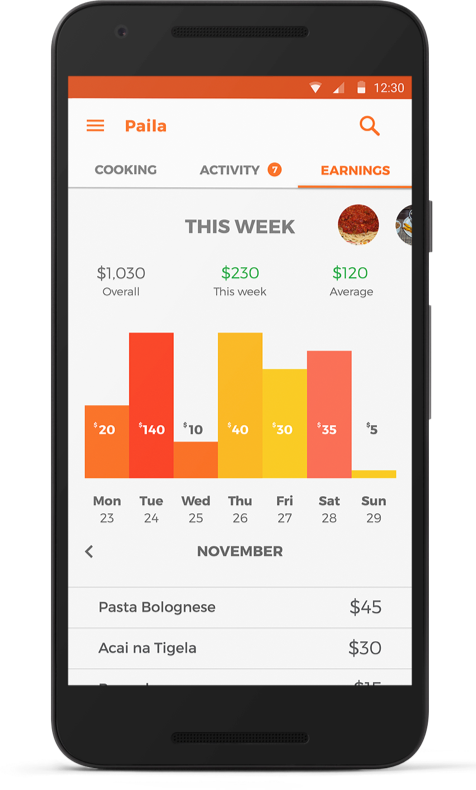 12:30
Paila
COOKING ACTIVITY 7 EARNINGS
THIS WEEK
$1,030 $230 $120
Overall This week Average
$20 $140 $10 $40 $30 $35 $5
Mon Tue Wed Thu Fri Sat Sun
23 24 25 26 27 28 29
NOVEMBER
Pasta Bolognese $45
Acai na Tigela $30
$15